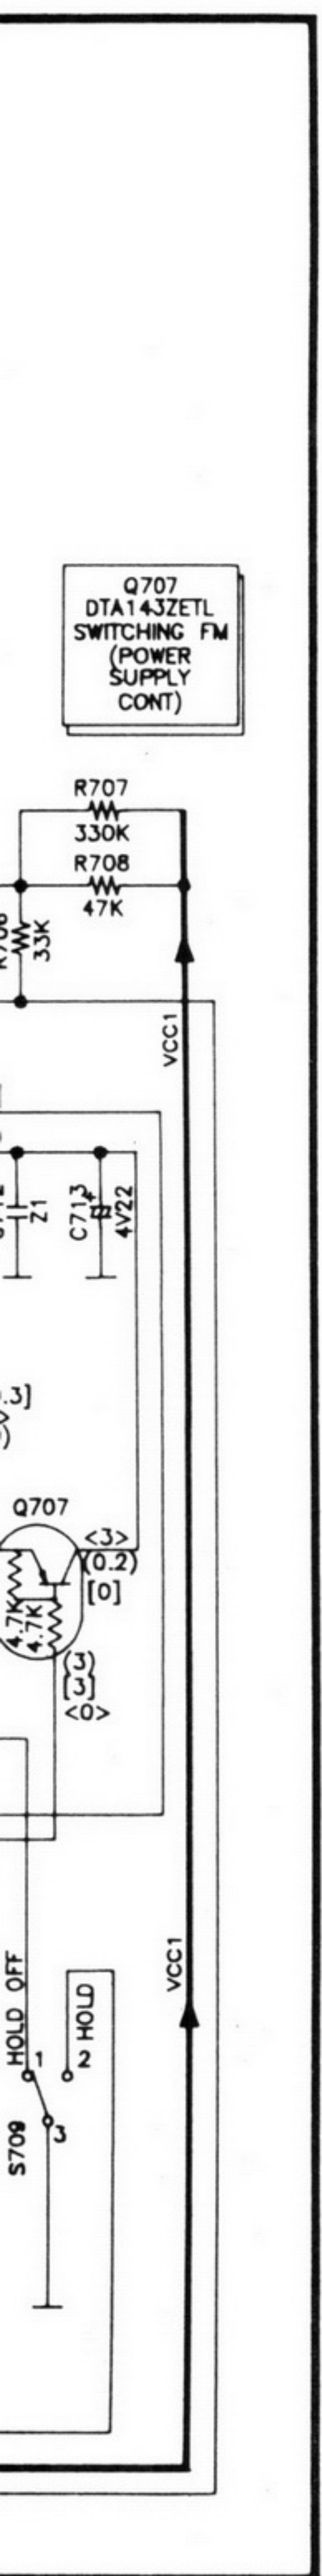 Q707
DTA143ZETL
SWITCHING FM
(POWER
SUPPLY
CONT)
R707
330K
R708
47K
33K
VCC1
Z1
C713
+
4V22
.3]
Q707
<3>
(0.2)
[0]
4.7K
4.7K
(3)
[3]
<0>
VCC1
HOLD OFF
HOLD
1
2
3
S709